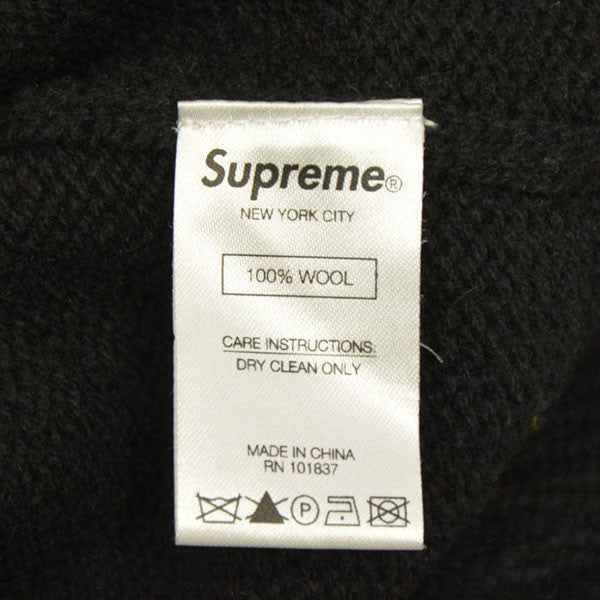 Supreme®
NEW YORK CITY
100% WOOL
CARE INSTRUCTIONS:
DRY CLEAN ONLY
MADE IN CHINA
RN 101837
P